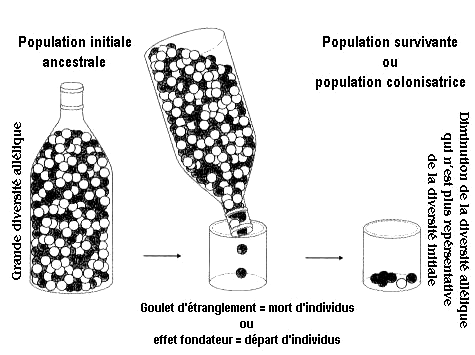 Population initiale
ancestrale
Grande diversité allélique
Goulet d'étranglement = mort d'individus
ou
effet fondateur = départ d'individus
Population survivante
ou
population colonisatrice
Diminution de la diversité allélique
qui n'est plus représentative
de la diversité initiale